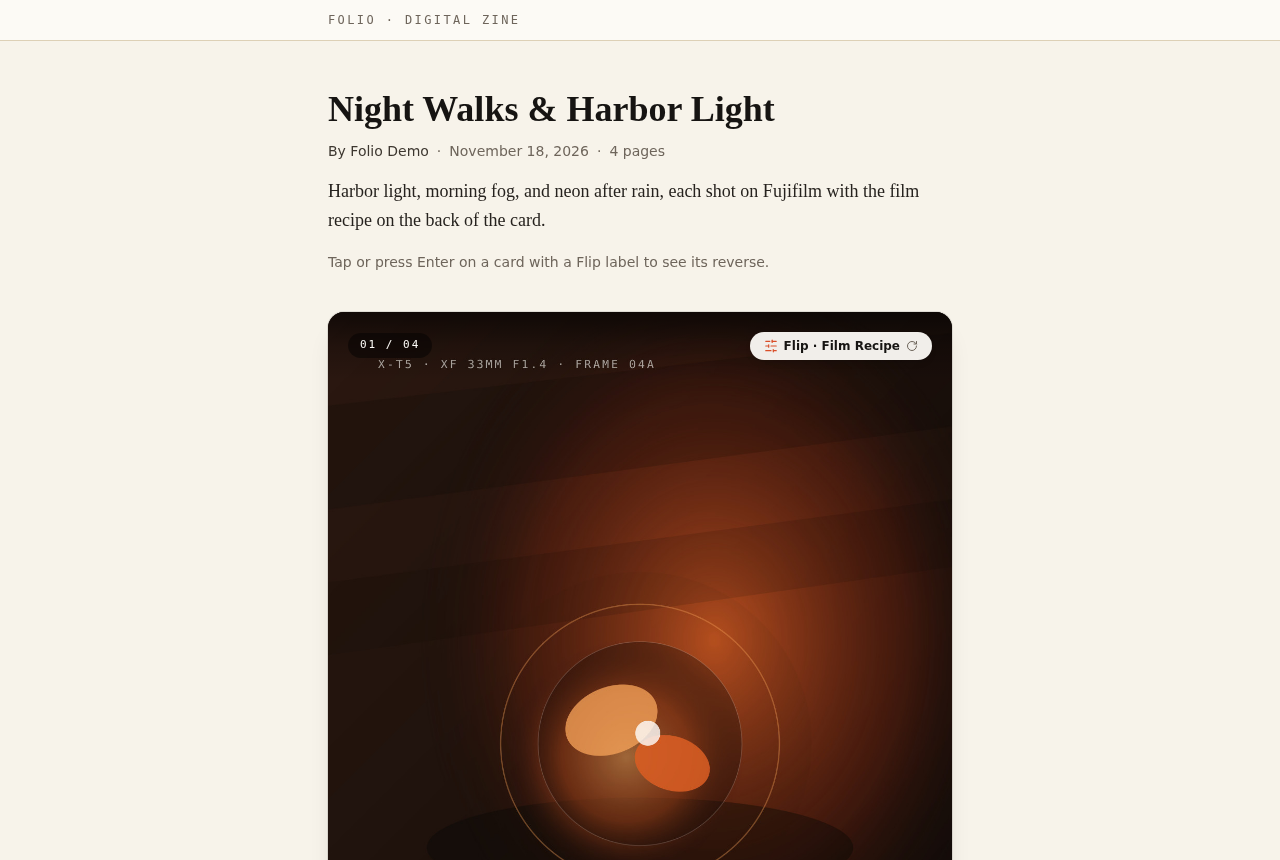 FOLIO · DIGITAL ZINE
Night Walks & Harbor Light
By Folio Demo · November 18, 2026 · 4 pages
Harbor light, morning fog, and neon after rain, each shot on Fujifilm with the film
recipe on the back of the card.
Tap or press Enter on a card with a Flip label to see its reverse.
01 / 04
Flip · Film Recipe
X-T5 · XF 33MM F1.4 · FRAME 04A